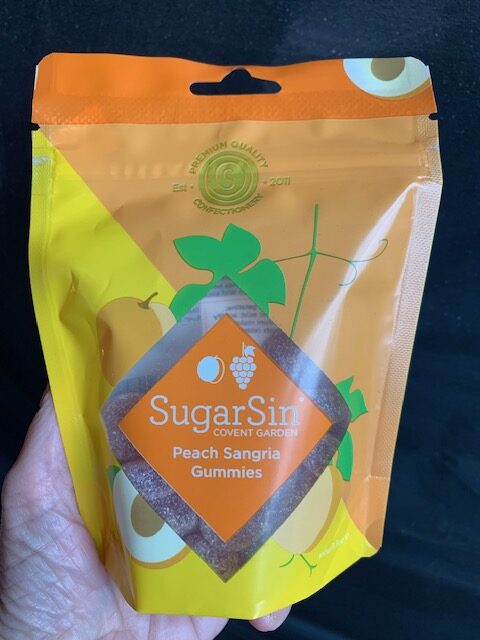 PREMIUM QUALITY
Est · 2011
CONFECTIONERY
SugarSin®
COVENT GARDEN
Peach Sangria
Gummies